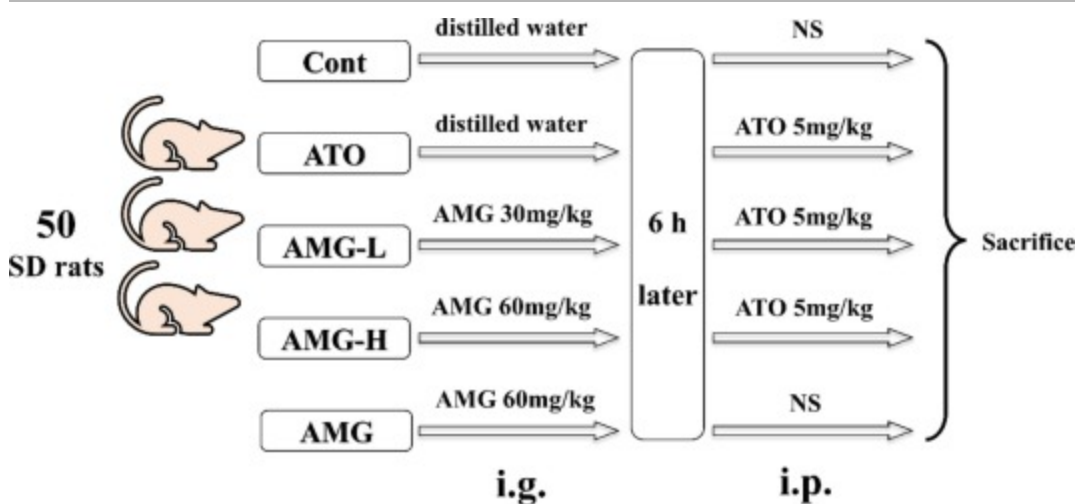 distilled water
NS
Cont
distilled water
ATO 5mg/kg
ATO
50
SD rats
AMG 30mg/kg
6 h
ATO 5mg/kg
AMG-L
Sacrifice
AMG 60mg/kg
later
ATO 5mg/kg
AMG-H
AMG 60mg/kg
NS
AMG
i.g.
i.p.